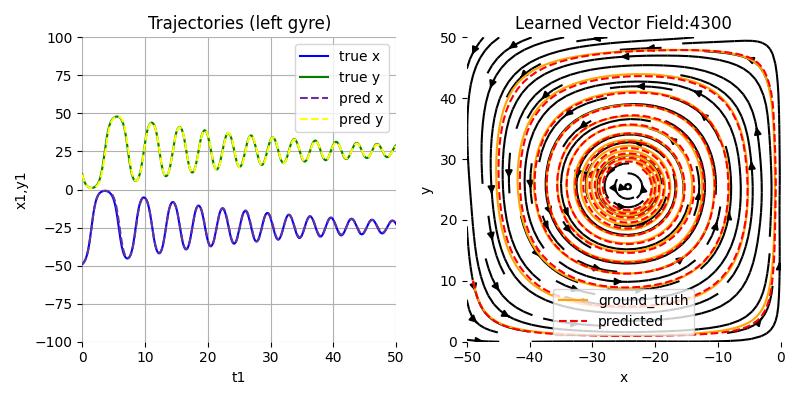 Trajectories (left gyre)
100
75
50
25
0
−25
−50
−75
−100
0
10
20
30
40
50
x1,y1
t1
true x
true y
pred x
pred y
Learned Vector Field:4300
50
40
30
20
10
0
−50
−40
−30
−20
−10
0
y
x
ground_truth
predicted